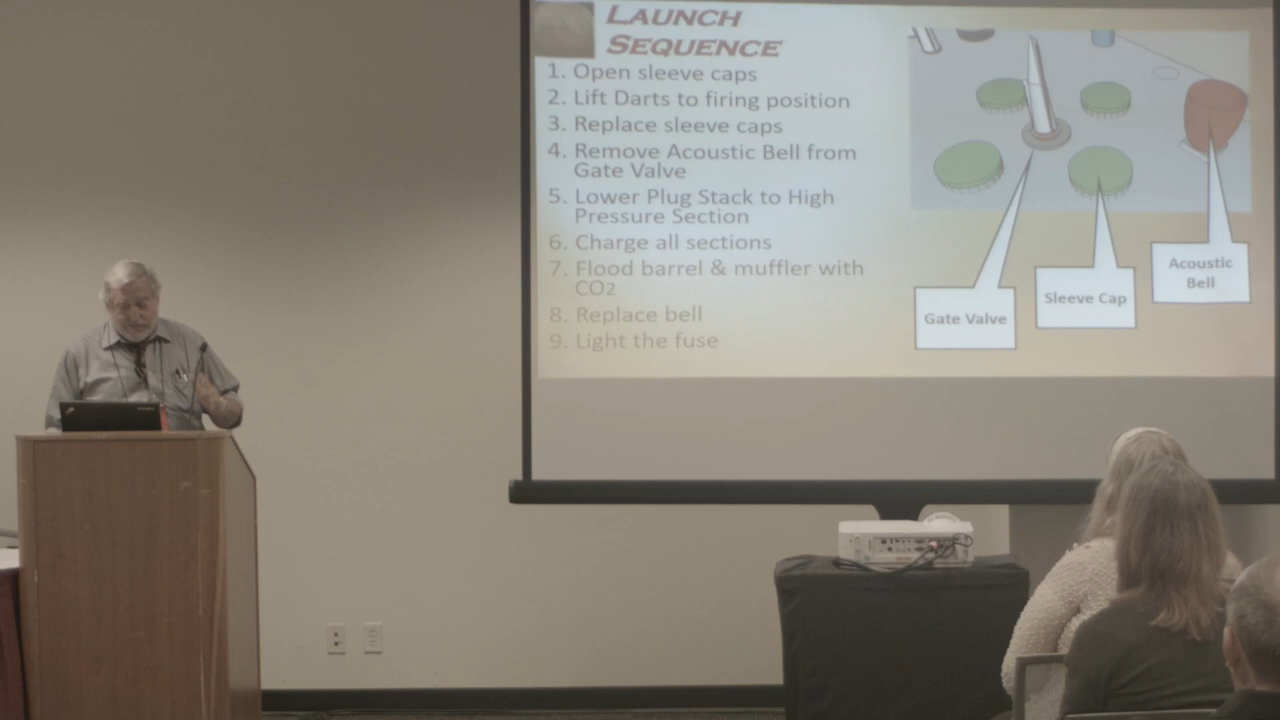 LAUNCH
SEQUENCE
1. Open sleeve caps
2. Lift Darts to firing position
3. Replace sleeve caps
4. Remove Acoustic Bell from
Gate Valve
5. Lower Plug Stack to High
Pressure Section
6. Charge all sections
7. Flood barrel & muffler with
CO2
8. Replace bell
9. Light the fuse
Gate Valve
Sleeve Cap
Acoustic
Bell